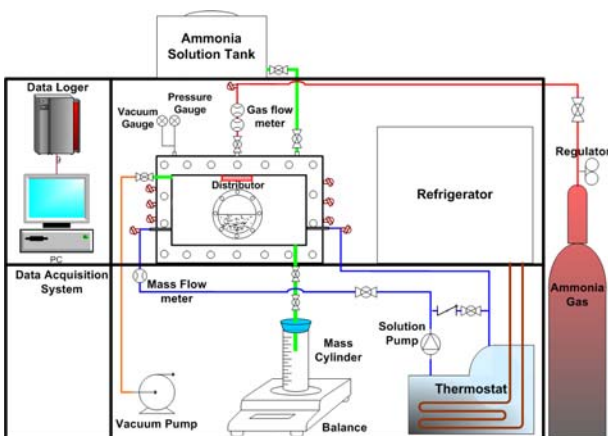 Ammonia
Solution Tank
Data Loger
Pressure
Gauge
Vacuum
Gauge
Gas flow
meter
Regulator
Distributor
Refrigerator
PC
Data Acquisition
System
Mass Flow
meter
Ammonia
Gas
Solution
Pump
Mass
Cylinder
Thermostat
Vacuum Pump
Balance